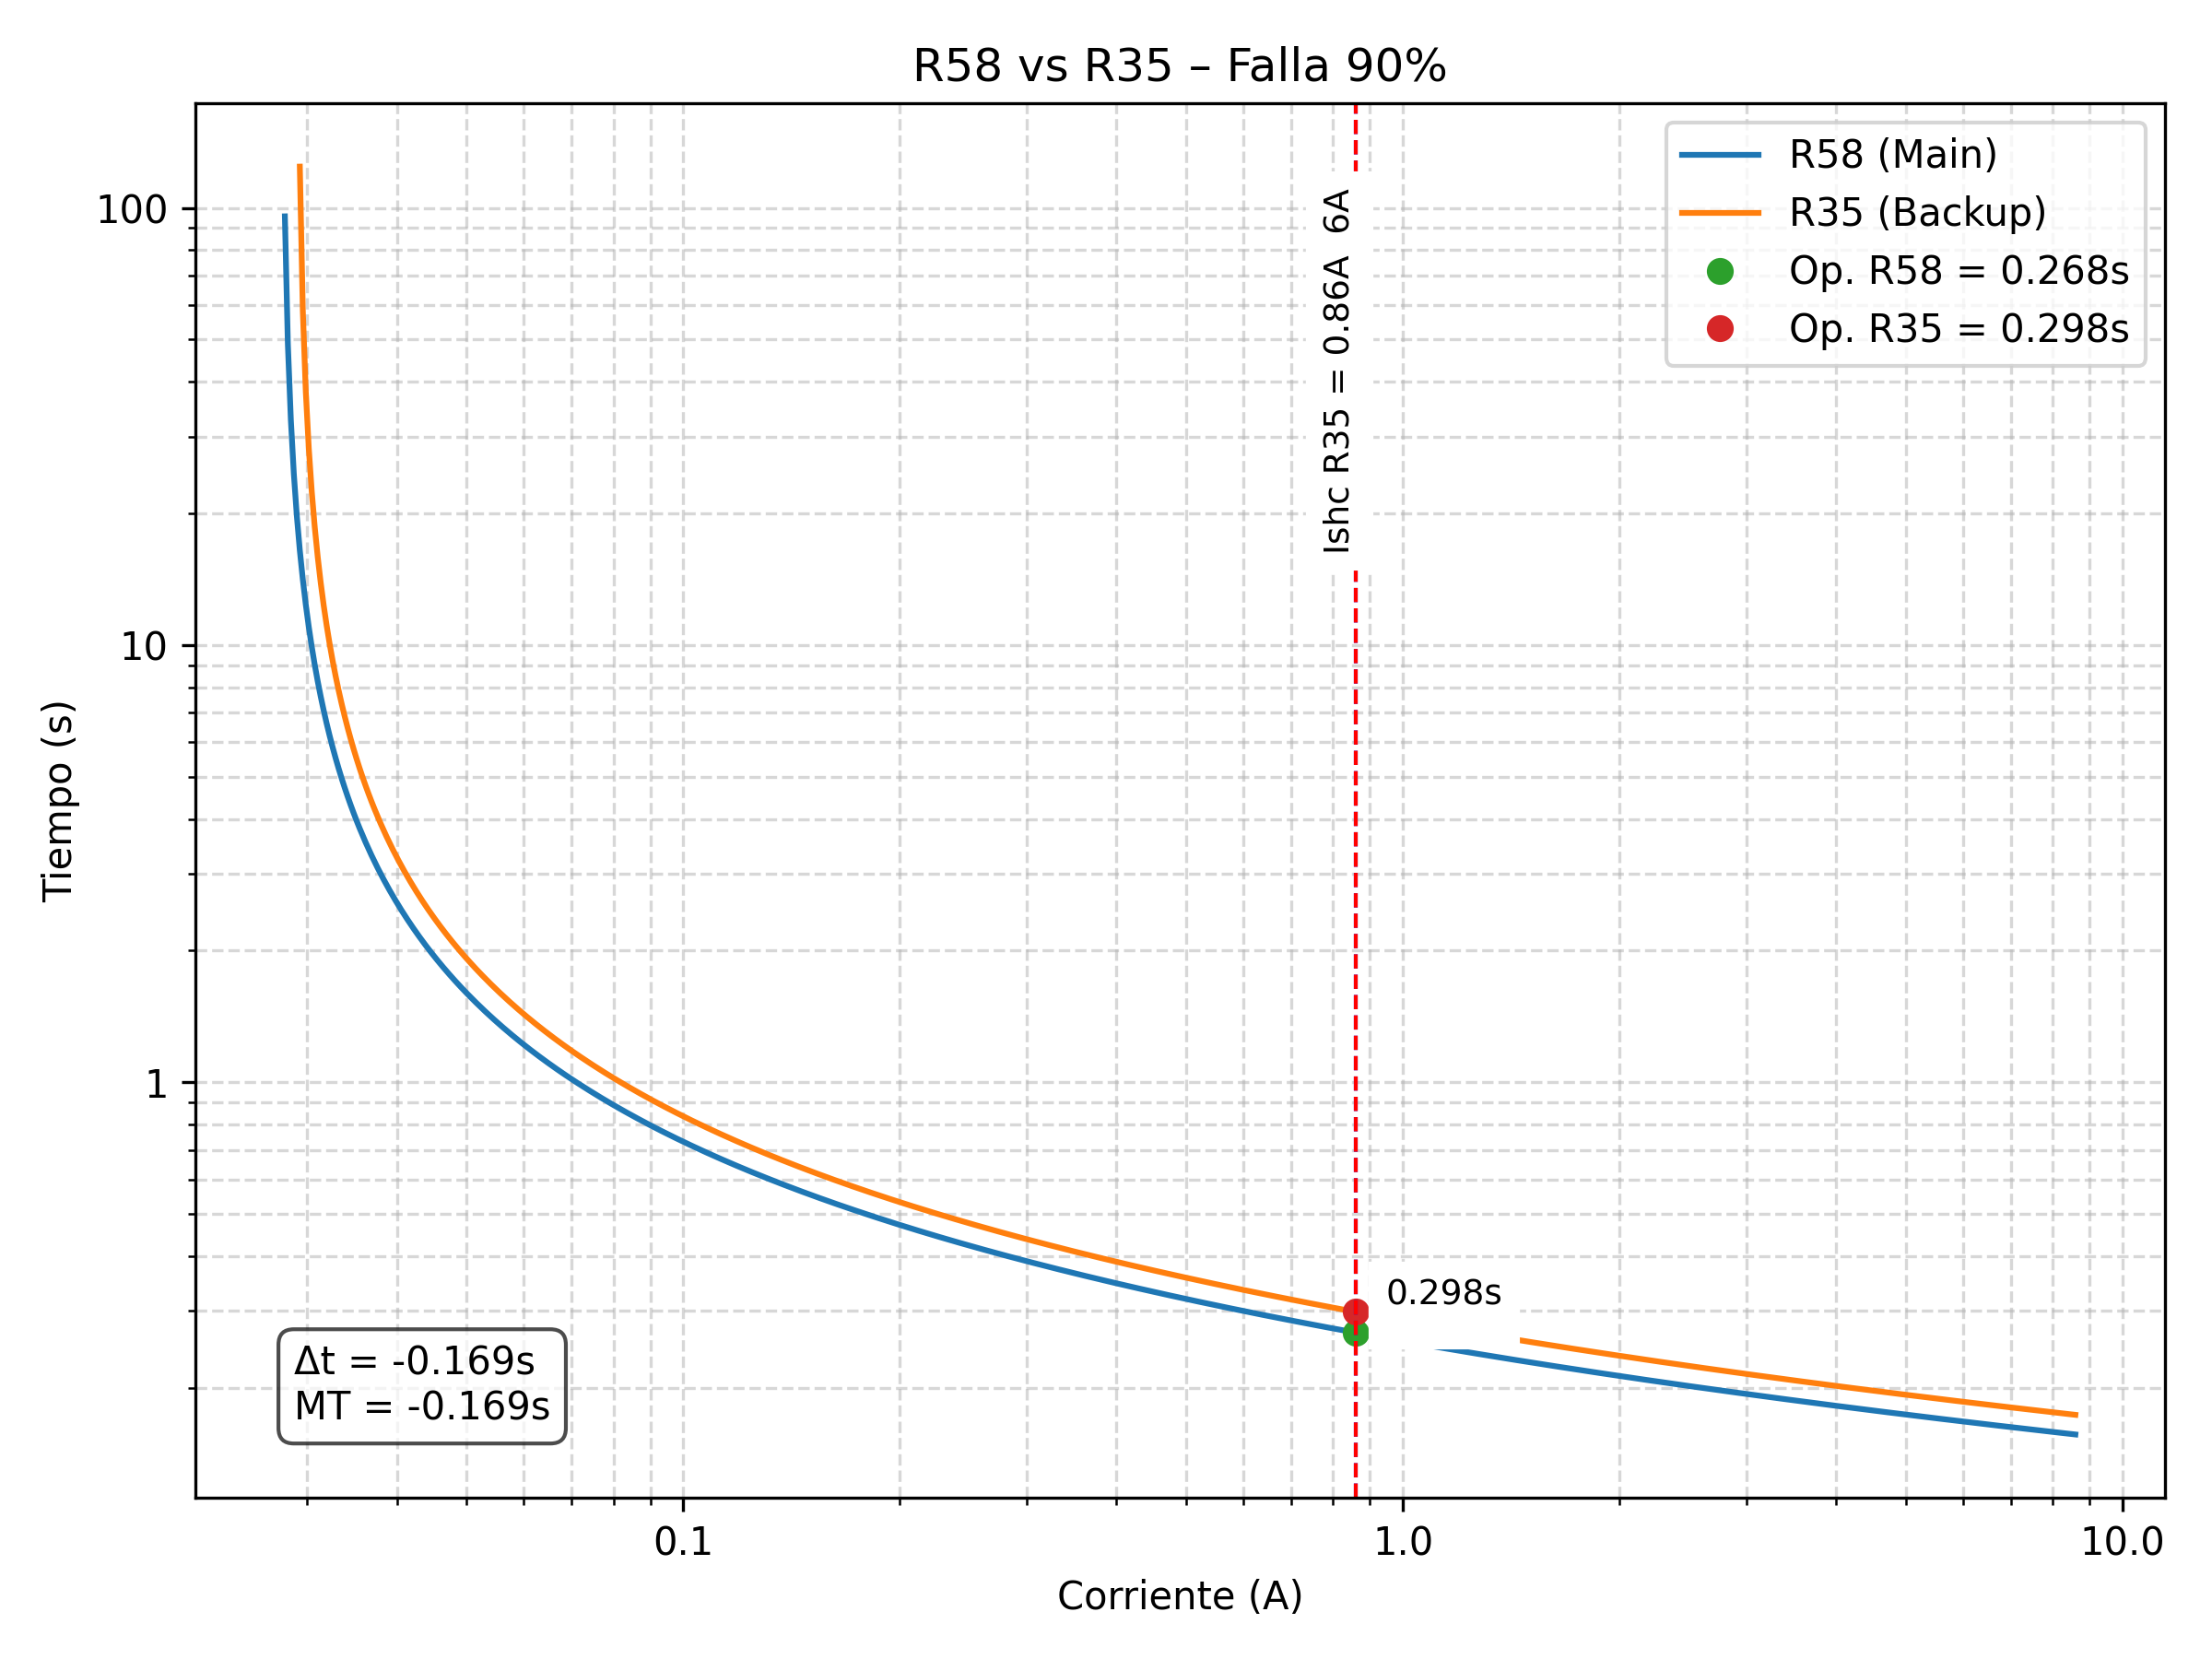 R58 vs R35 – Falla 90%
R58 (Main)
R35 (Backup)
Op. R58 = 0.268s
Op. R35 = 0.298s
Ishc R35 = 0.86A 6A
100
10
1
Tiempo (s)
0.298s
Δt = -0.169s
MT = -0.169s
0.1
1.0
10.0
Corriente (A)